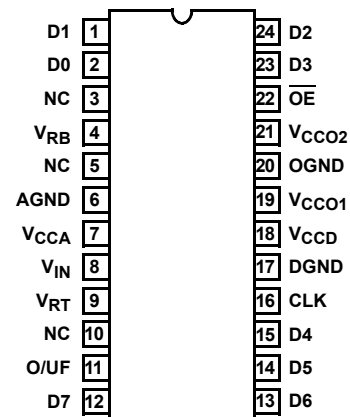 D1 1 24 D2
D0 2 23 D3
NC 3 22 OE
VRB 4 21 VCCO2
NC 5 20 OGND
AGND 6 19 VCCO1
VCCA 7 18 VCCD
VIN 8 17 DGND
VRT 9 16 CLK
NC 10 15 D4
O/UF 11 14 D5
D7 12 13 D6